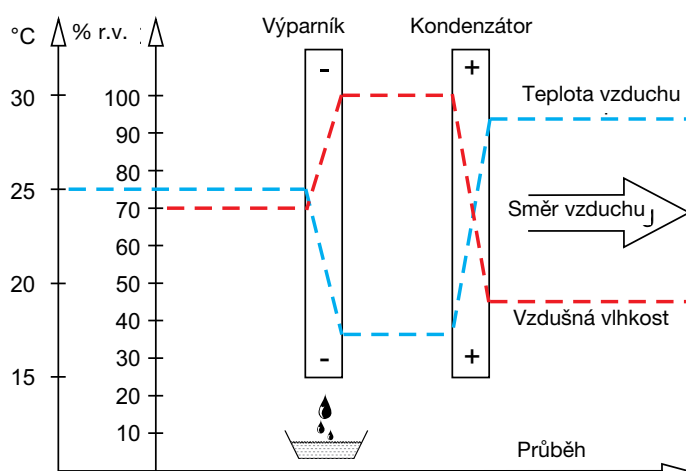 °C
% r.v.
Výparník
Kondenzátor
30
25
20
15
100
90
80
70
60
50
40
30
20
10
-
-
+
+
Teplota vzduchu
Směr vzduchu
Vzdušná vlhkost
Průběh